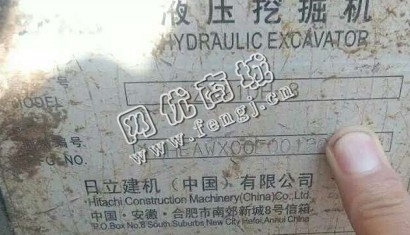 液压挖掘机
HYDRAULIC EXCAVATOR
号
MODEL
网优商城
www.fengj.cn
编号
NO.
日立建机（中国）有限公司
Hitachi Construction Machinery(China)Co.,Ltd.
中国·安徽·合肥市南郊新城8号信箱
P.O.Box No.8 South Suburbs New City,Hefei,Anhui China